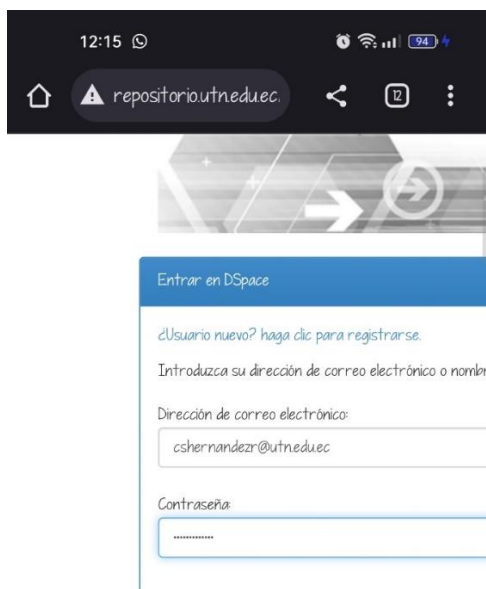 12:15
94
repositorio.utn.edu.ec.
12
Entrar en DSpace
¿Usuario nuevo? haga clic para registrarse.
Introduzca su dirección de correo electrónico o nombr
Dirección de correo electrónico:
cshernandezr@utn.edu.ec
Contraseña:
•••••••••••••